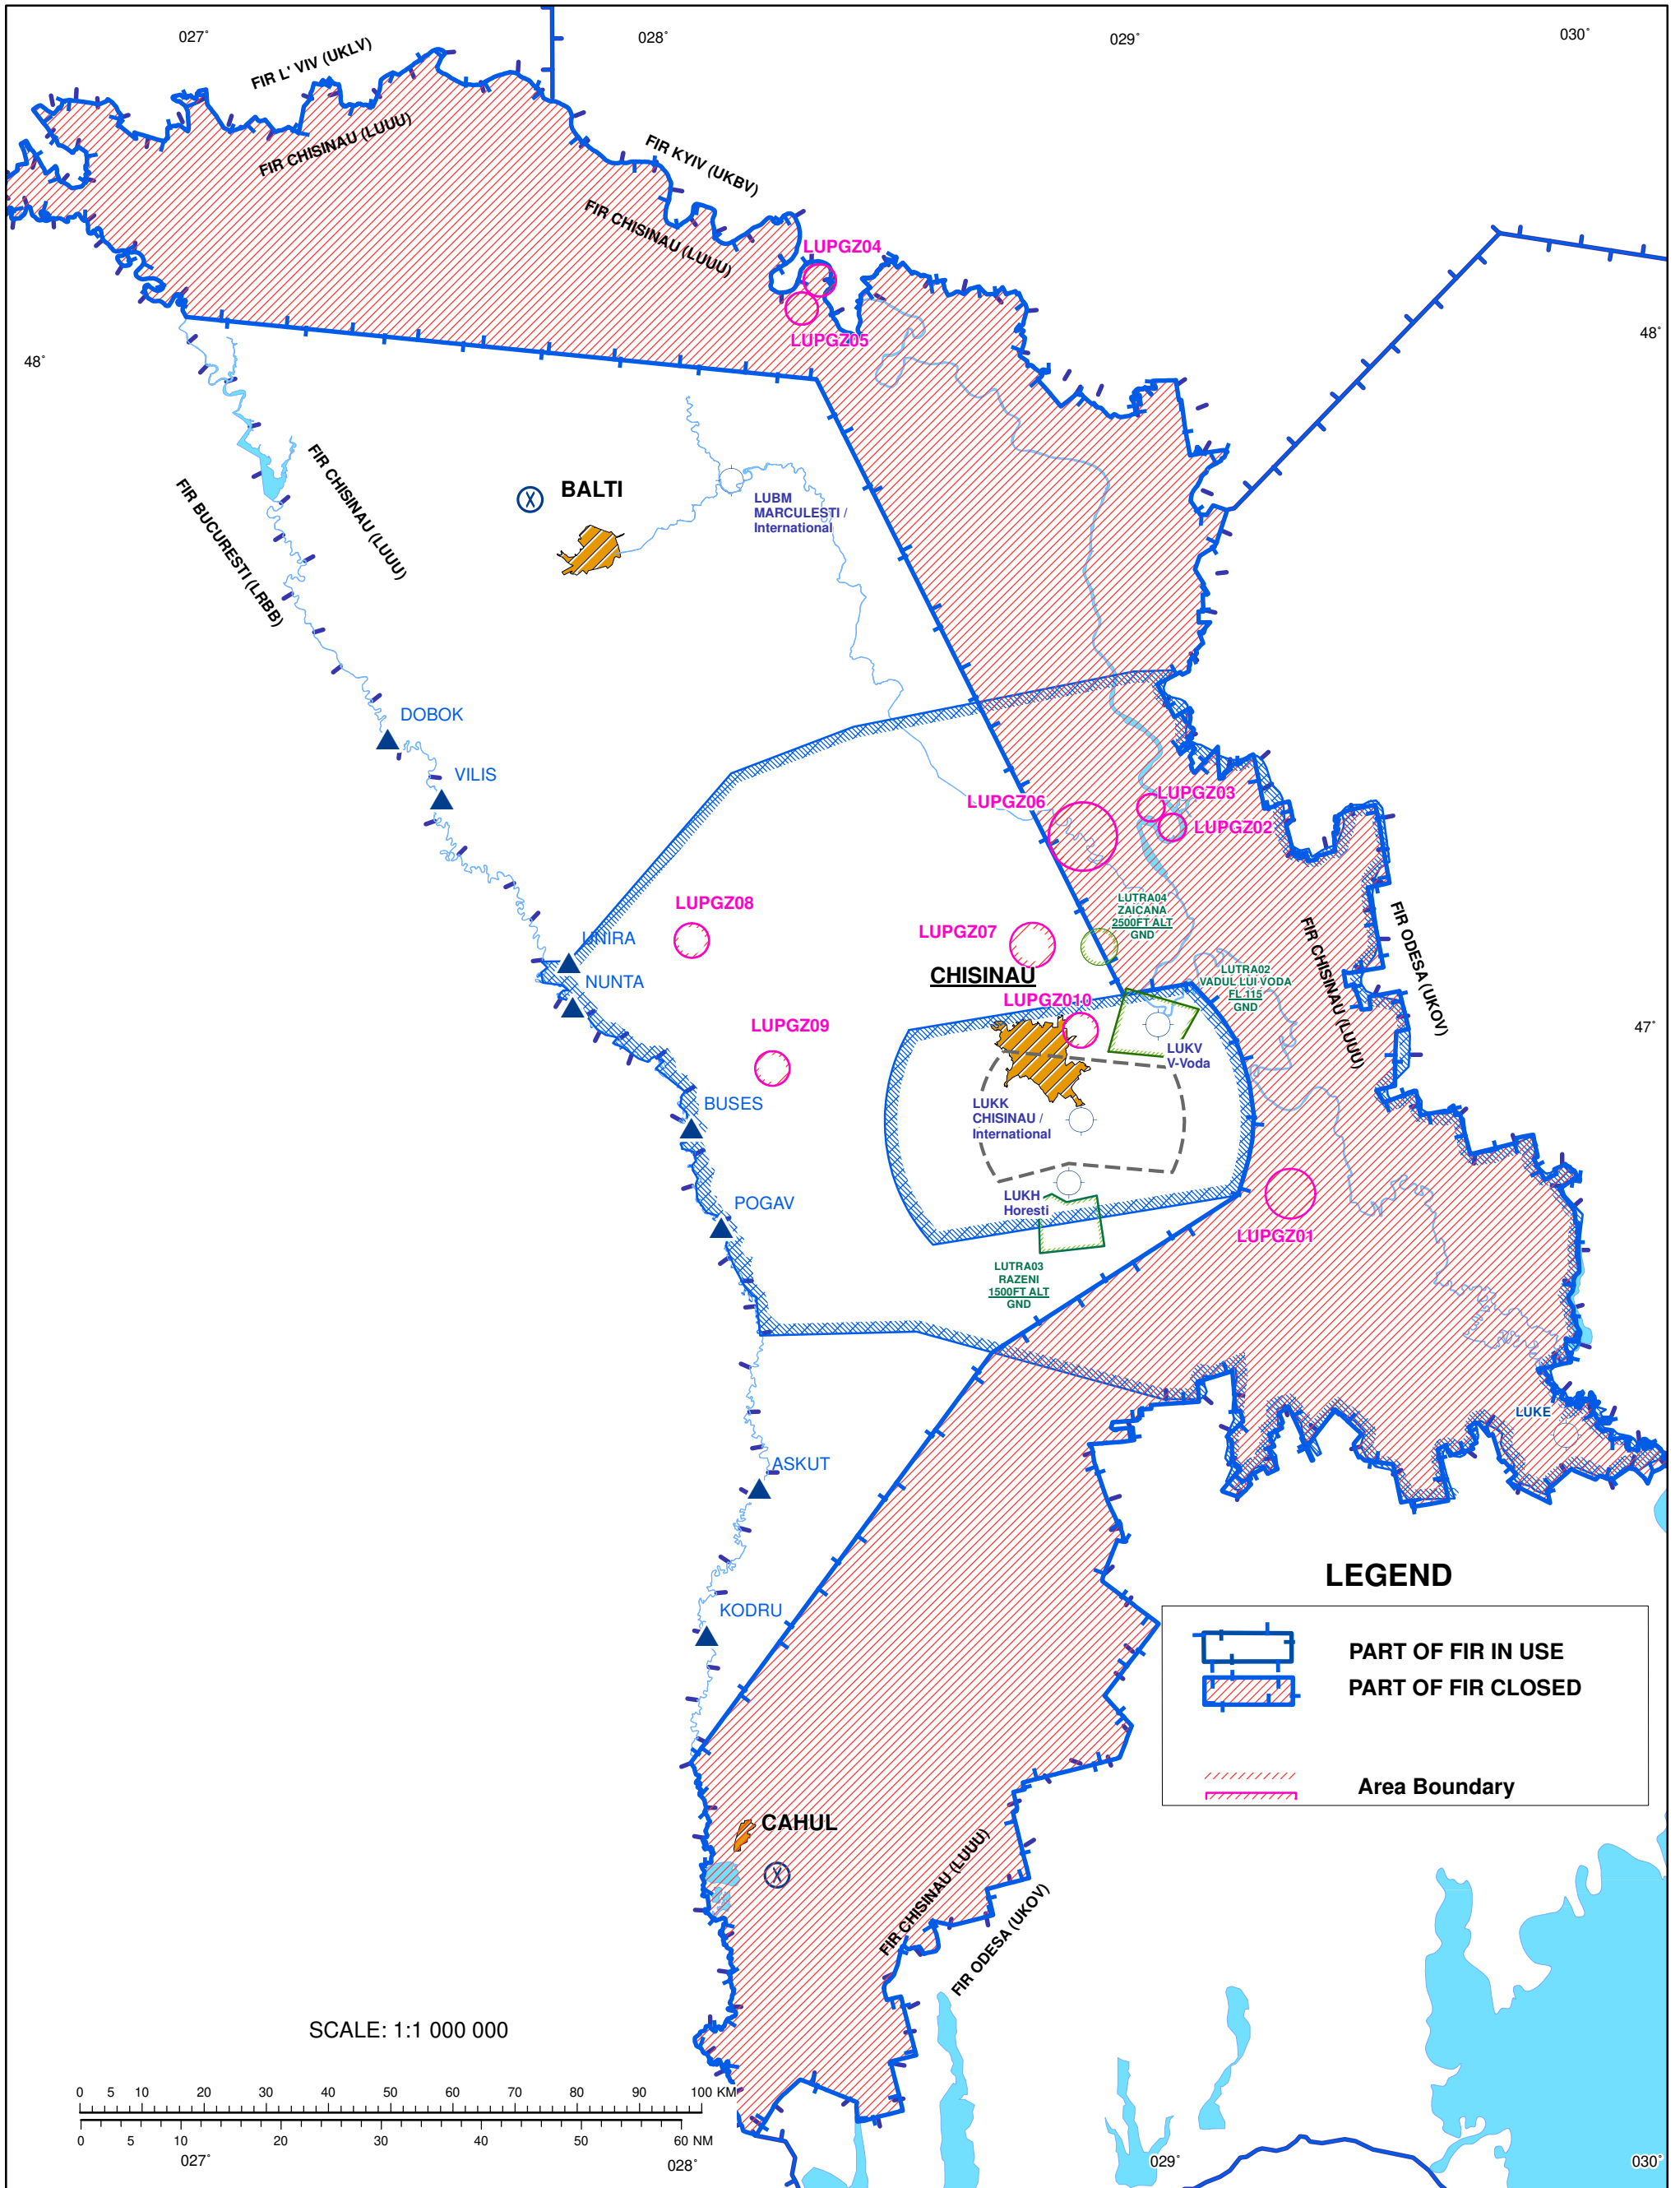 027°
028°
029°
030°
FIR L' VIV (UKLV)
FIR CHISINAU (LUUU)
FIR KYIV (UKBV)
FIR CHISINAU (LUUU)
LUPGZ04
LUPGZ05
48°
48°
FIR CHISINAU (LUUU)
FIR BUCURESTI (LRBB)
BALTI
LUBM
MARCULESTI /
International
DOBOK
VILIS
LUPGZ06
LUPGZ03
LUPGZ02
LUPGZ08
LUTRA04
ZAICANA
2500FT ALT
GND
FIR ODESA (UKOV)
FIR CHISINAU (LUUU)
UNIRA
LUPGZ07
CHISINAU
LUTRA02
VADUL LUI VODA
FL 115
GND
NUNTA
LUPGZ010
LUPGZ09
47°
LUKV
V-Voda
BUSES
LUKK
CHISINAU /
International
POGAV
LUKH
Horesti
LUPGZ01
LUTRA03
RAZENI
1500FT ALT
GND
LUKE
ASKUT
KODRU
LEGEND
PART OF FIR IN USE
PART OF FIR CLOSED
Area Boundary
CAHUL
FIR CHISINAU (LUUU)
FIR ODESA (UKOV)
SCALE: 1:1 000 000
0 5 10 20 30 40 50 60 70 80 90 100 KM
0 5 10 20 30 40 50 60 NM
027°
028°
029°
030°